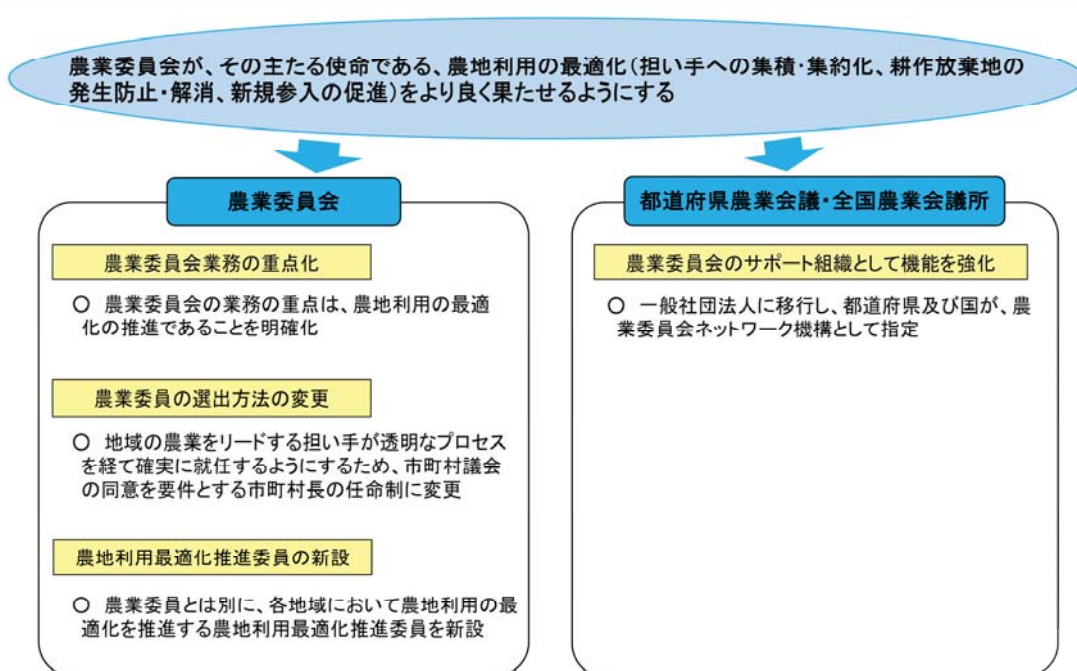 農業委員会が、その主たる使命である、農地利用の最適化(担い手への集積・集約化、耕作放棄地の
発生防止・解消、新規参入の促進)をより良く果たせるようにする
農業委員会
農業委員会業務の重点化
〇 農業委員会の業務の重点は、農地利用の最適
化の推進であることを明確化
農業委員の選出方法の変更
〇 地域の農業をリードする担い手が透明なプロセス
を経て確実に就任するようにするため、市町村議会
の同意を要件とする市町村長の任命制に変更
農地利用最適化推進委員の新設
〇 農業委員とは別に、各地域において農地利用の最
適化を推進する農地利用最適化推進委員を新設
都道府県農業会議・全国農業会議所
農業委員会のサポート組織として機能を強化
〇 一般社団法人に移行し、都道府県及び国が、農
業委員会ネットワーク機構として指定